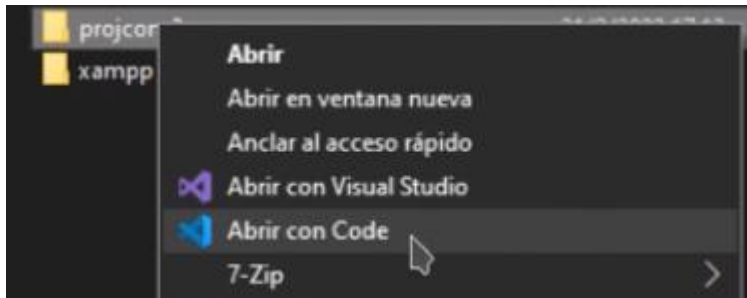 projcom
Abrir
xampp
Abrir en ventana nueva
Anclar al acceso rápido
Abrir con Visual Studio
Abrir con Code
7-Zip